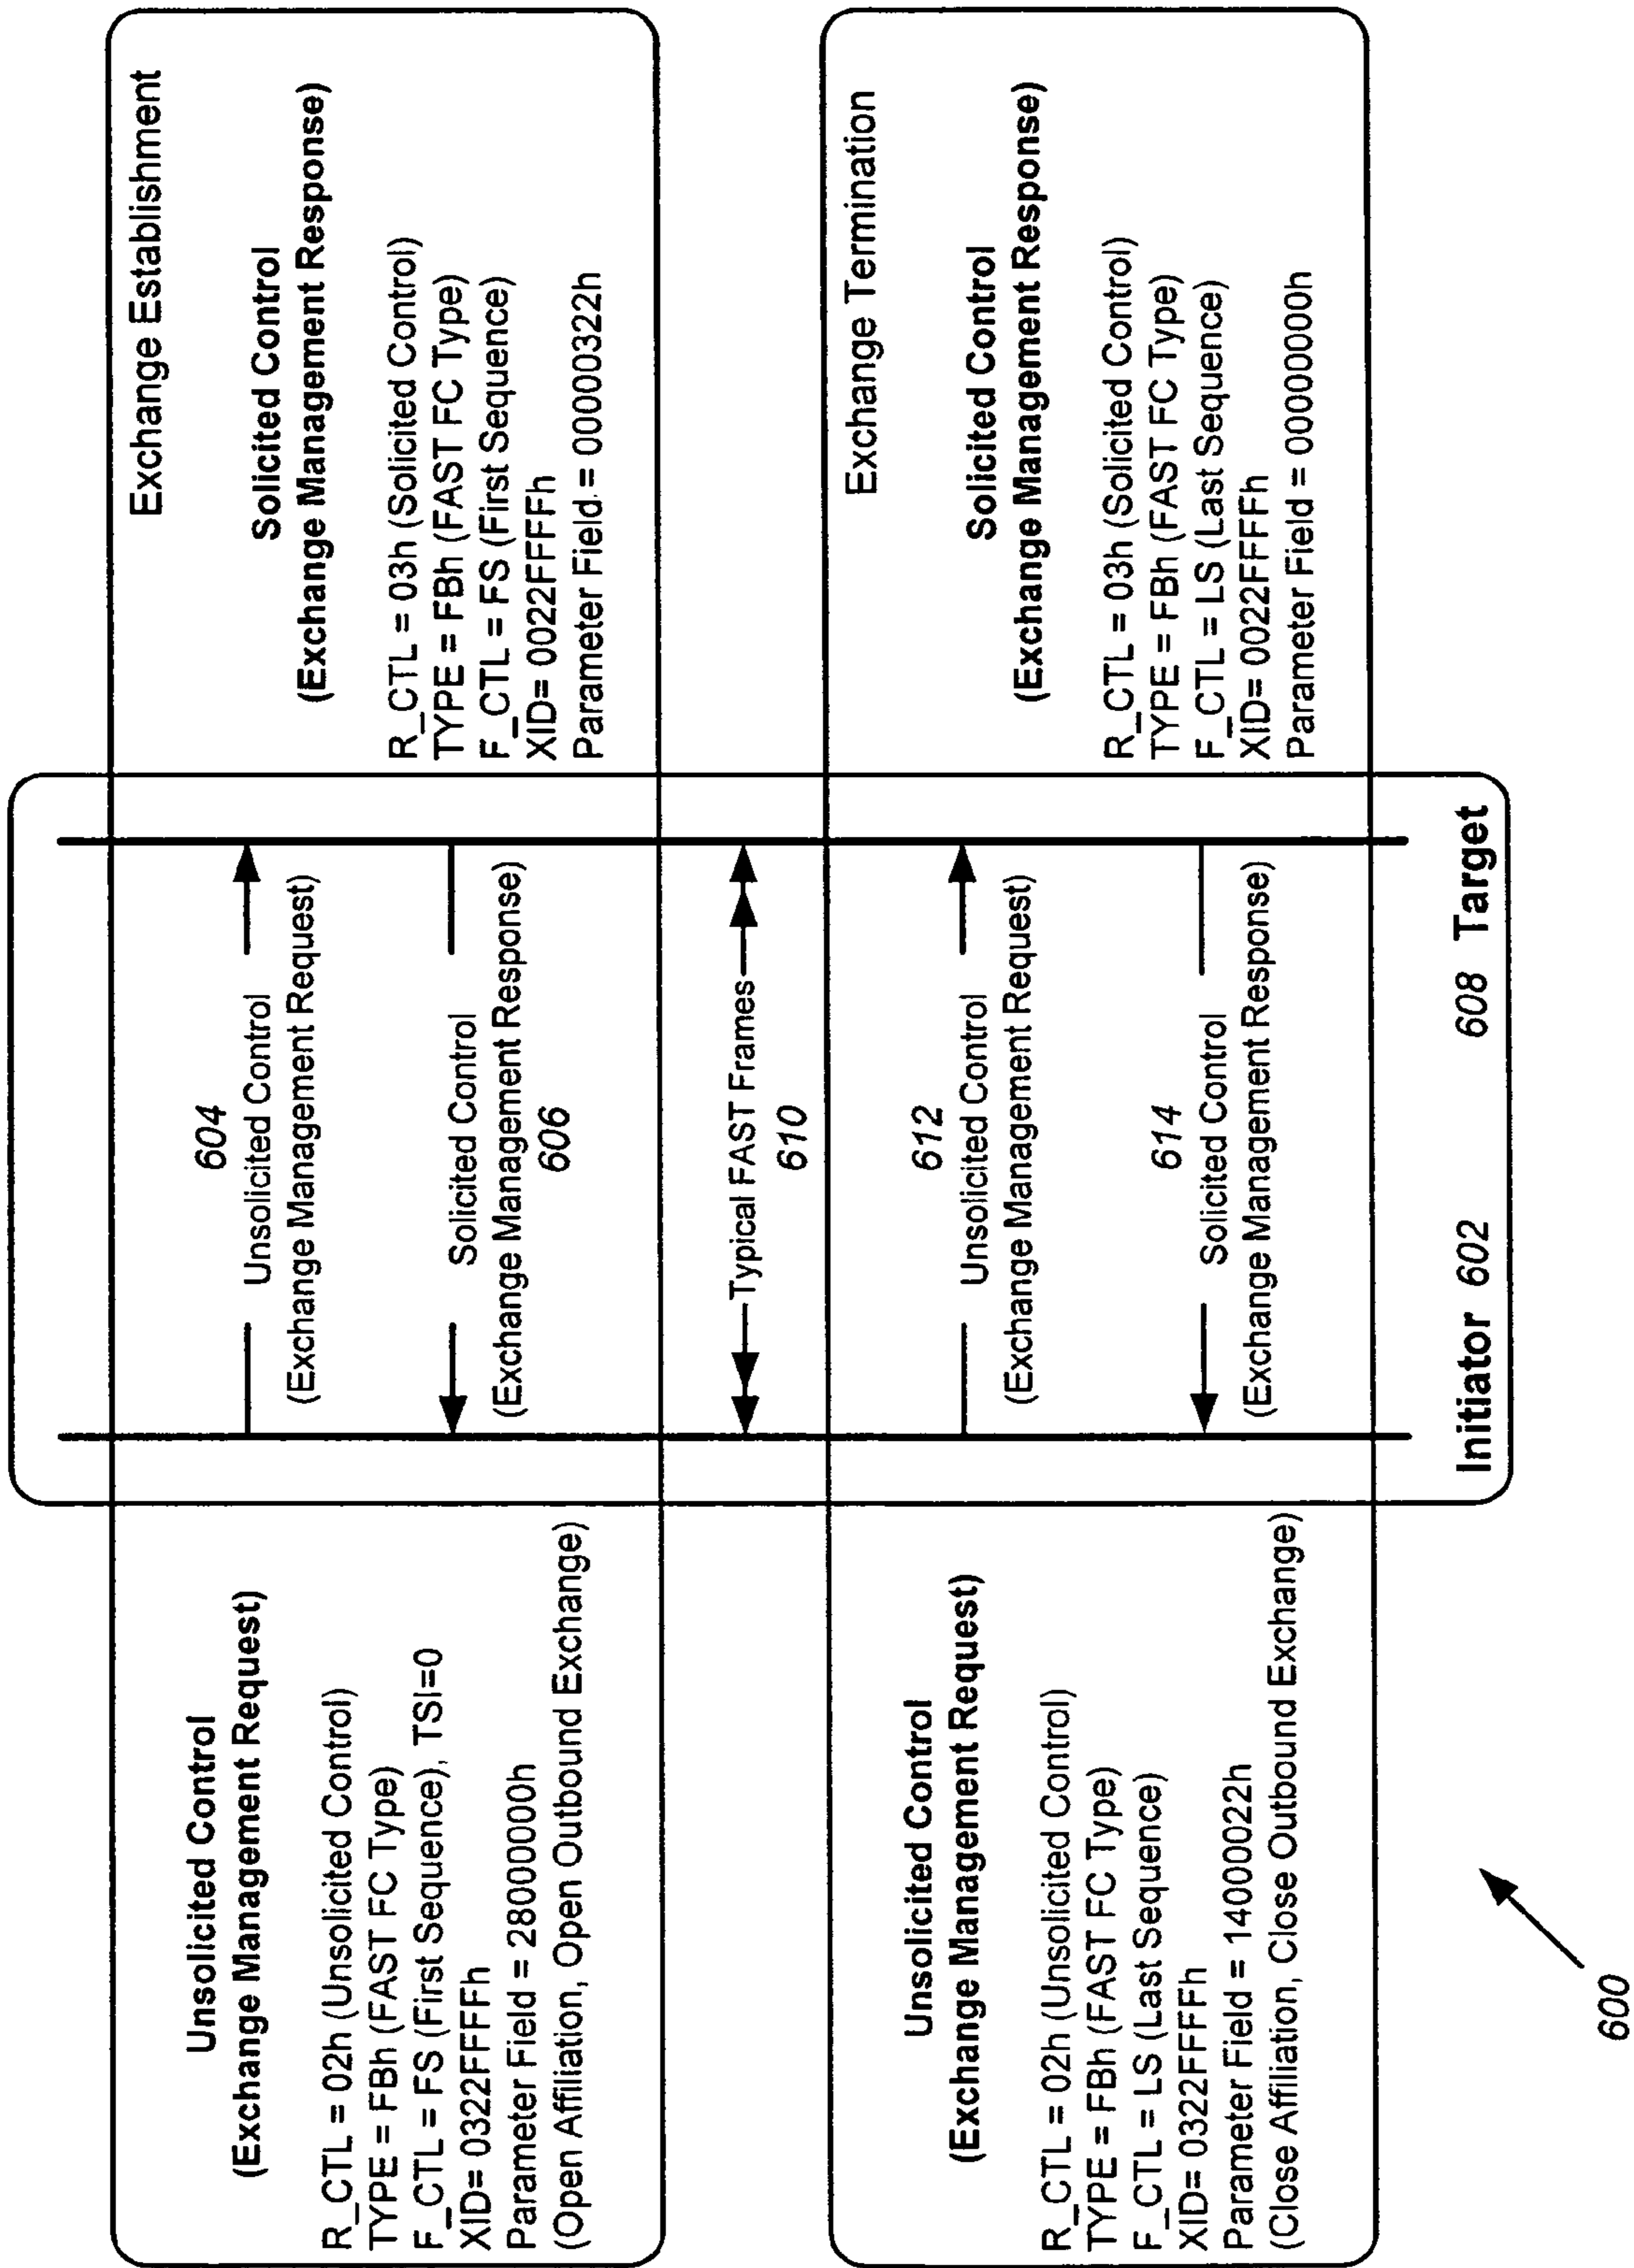 Exchange Establishment
Unsolicited Control
(Exchange Management Request)
R_CTL = 02h (Unsolicited Control)
TYPE = FBh (FAST FC Type)
F_CTL = FS (First Sequence), TSI=0
XID= 0322FFFFh
Parameter Field = 28000000h
(Open Affiliation, Open Outbound Exchange)
604
Unsolicited Control
(Exchange Management Request)
Solicited Control
(Exchange Management Response)
606
Solicited Control
(Exchange Management Response)
R_CTL = 03h (Solicited Control)
TYPE = FBh (FAST FC Type)
F_CTL = FS (First Sequence)
XID= 0022FFFFh
Parameter Field = 00000322h
Typical FAST Frames
610
Exchange Termination
Unsolicited Control
(Exchange Management Request)
R_CTL = 02h (Unsolicited Control)
TYPE = FBh (FAST FC Type)
F_CTL = LS (Last Sequence)
XID= 0322FFFFh
Parameter Field = 14000022h
(Close Affiliation, Close Outbound Exchange)
612
Unsolicited Control
(Exchange Management Request)
614
Solicited Control
(Exchange Management Response)
Solicited Control
(Exchange Management Response)
R_CTL = 03h (Solicited Control)
TYPE = FBh (FAST FC Type)
F_CTL = LS (Last Sequence)
XID= 0022FFFFh
Parameter Field = 00000000h
Initiator 602
608 Target
600